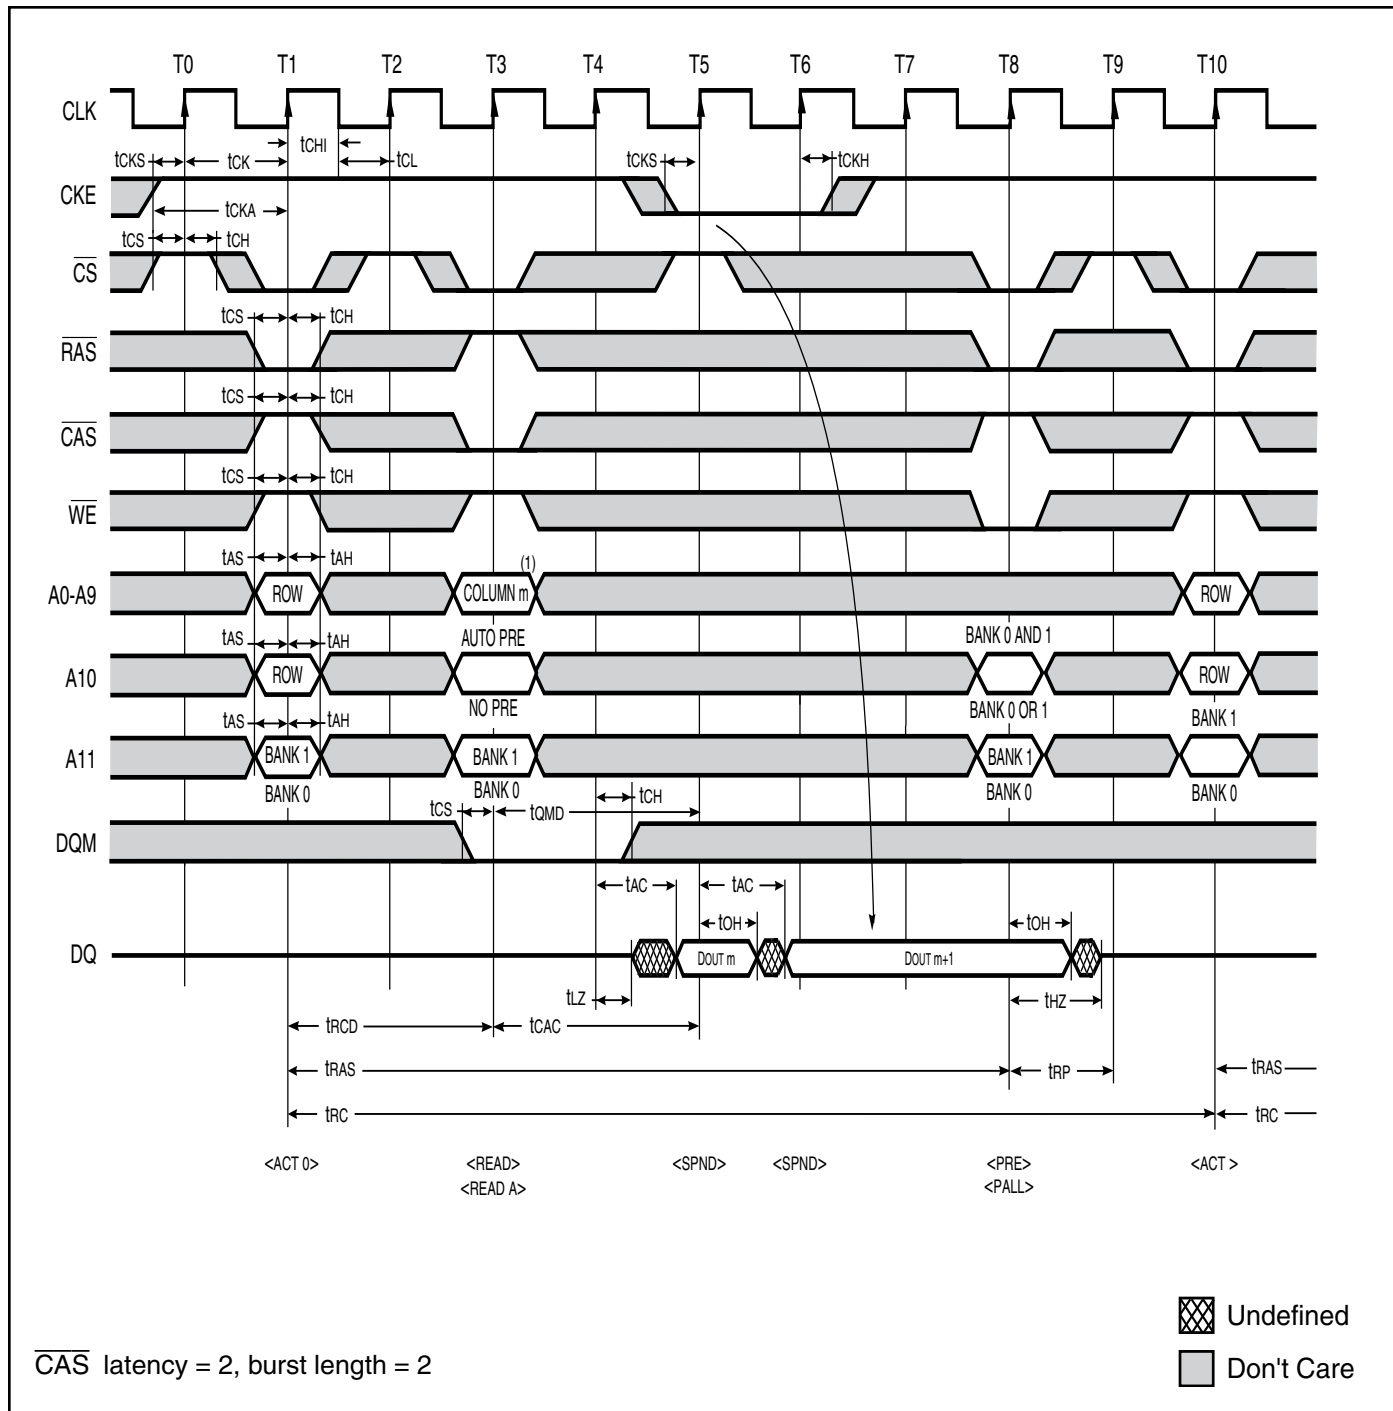 T0 T1 T2 T3 T4 T5 T6 T7 T8 T9 T10
CLK
tCHI
tCKS tCK tCL tCKS tCKH
CKE
tCKA
tCS tCH
CS
tCS tCH
RAS
tCS tCH
CAS
tCS tCH
WE
tAS tAH
(1)
A0-A9 ROW COLUMN m ROW
tAS tAH AUTO PRE BANK 0 AND 1
A10 ROW ROW
NO PRE BANK 0 OR 1
tAS tAH BANK 1
A11 BANK 1 BANK 1 BANK 1
BANK 0 BANK 0 BANK 0 BANK 0
tCS tQMD tCH
DQM
tAC tAC
tOH tOH
DQ DOUT m DOUT m+1
tLZ tHZ
tRCD tCAC
tRAS tRP tRAS
tRC tRC
<ACT 0> <READ> <SPND> <SPND> <PRE> <ACT >
<READ A> <PALL>
Undefined
CAS latency = 2, burst length = 2
Don't Care